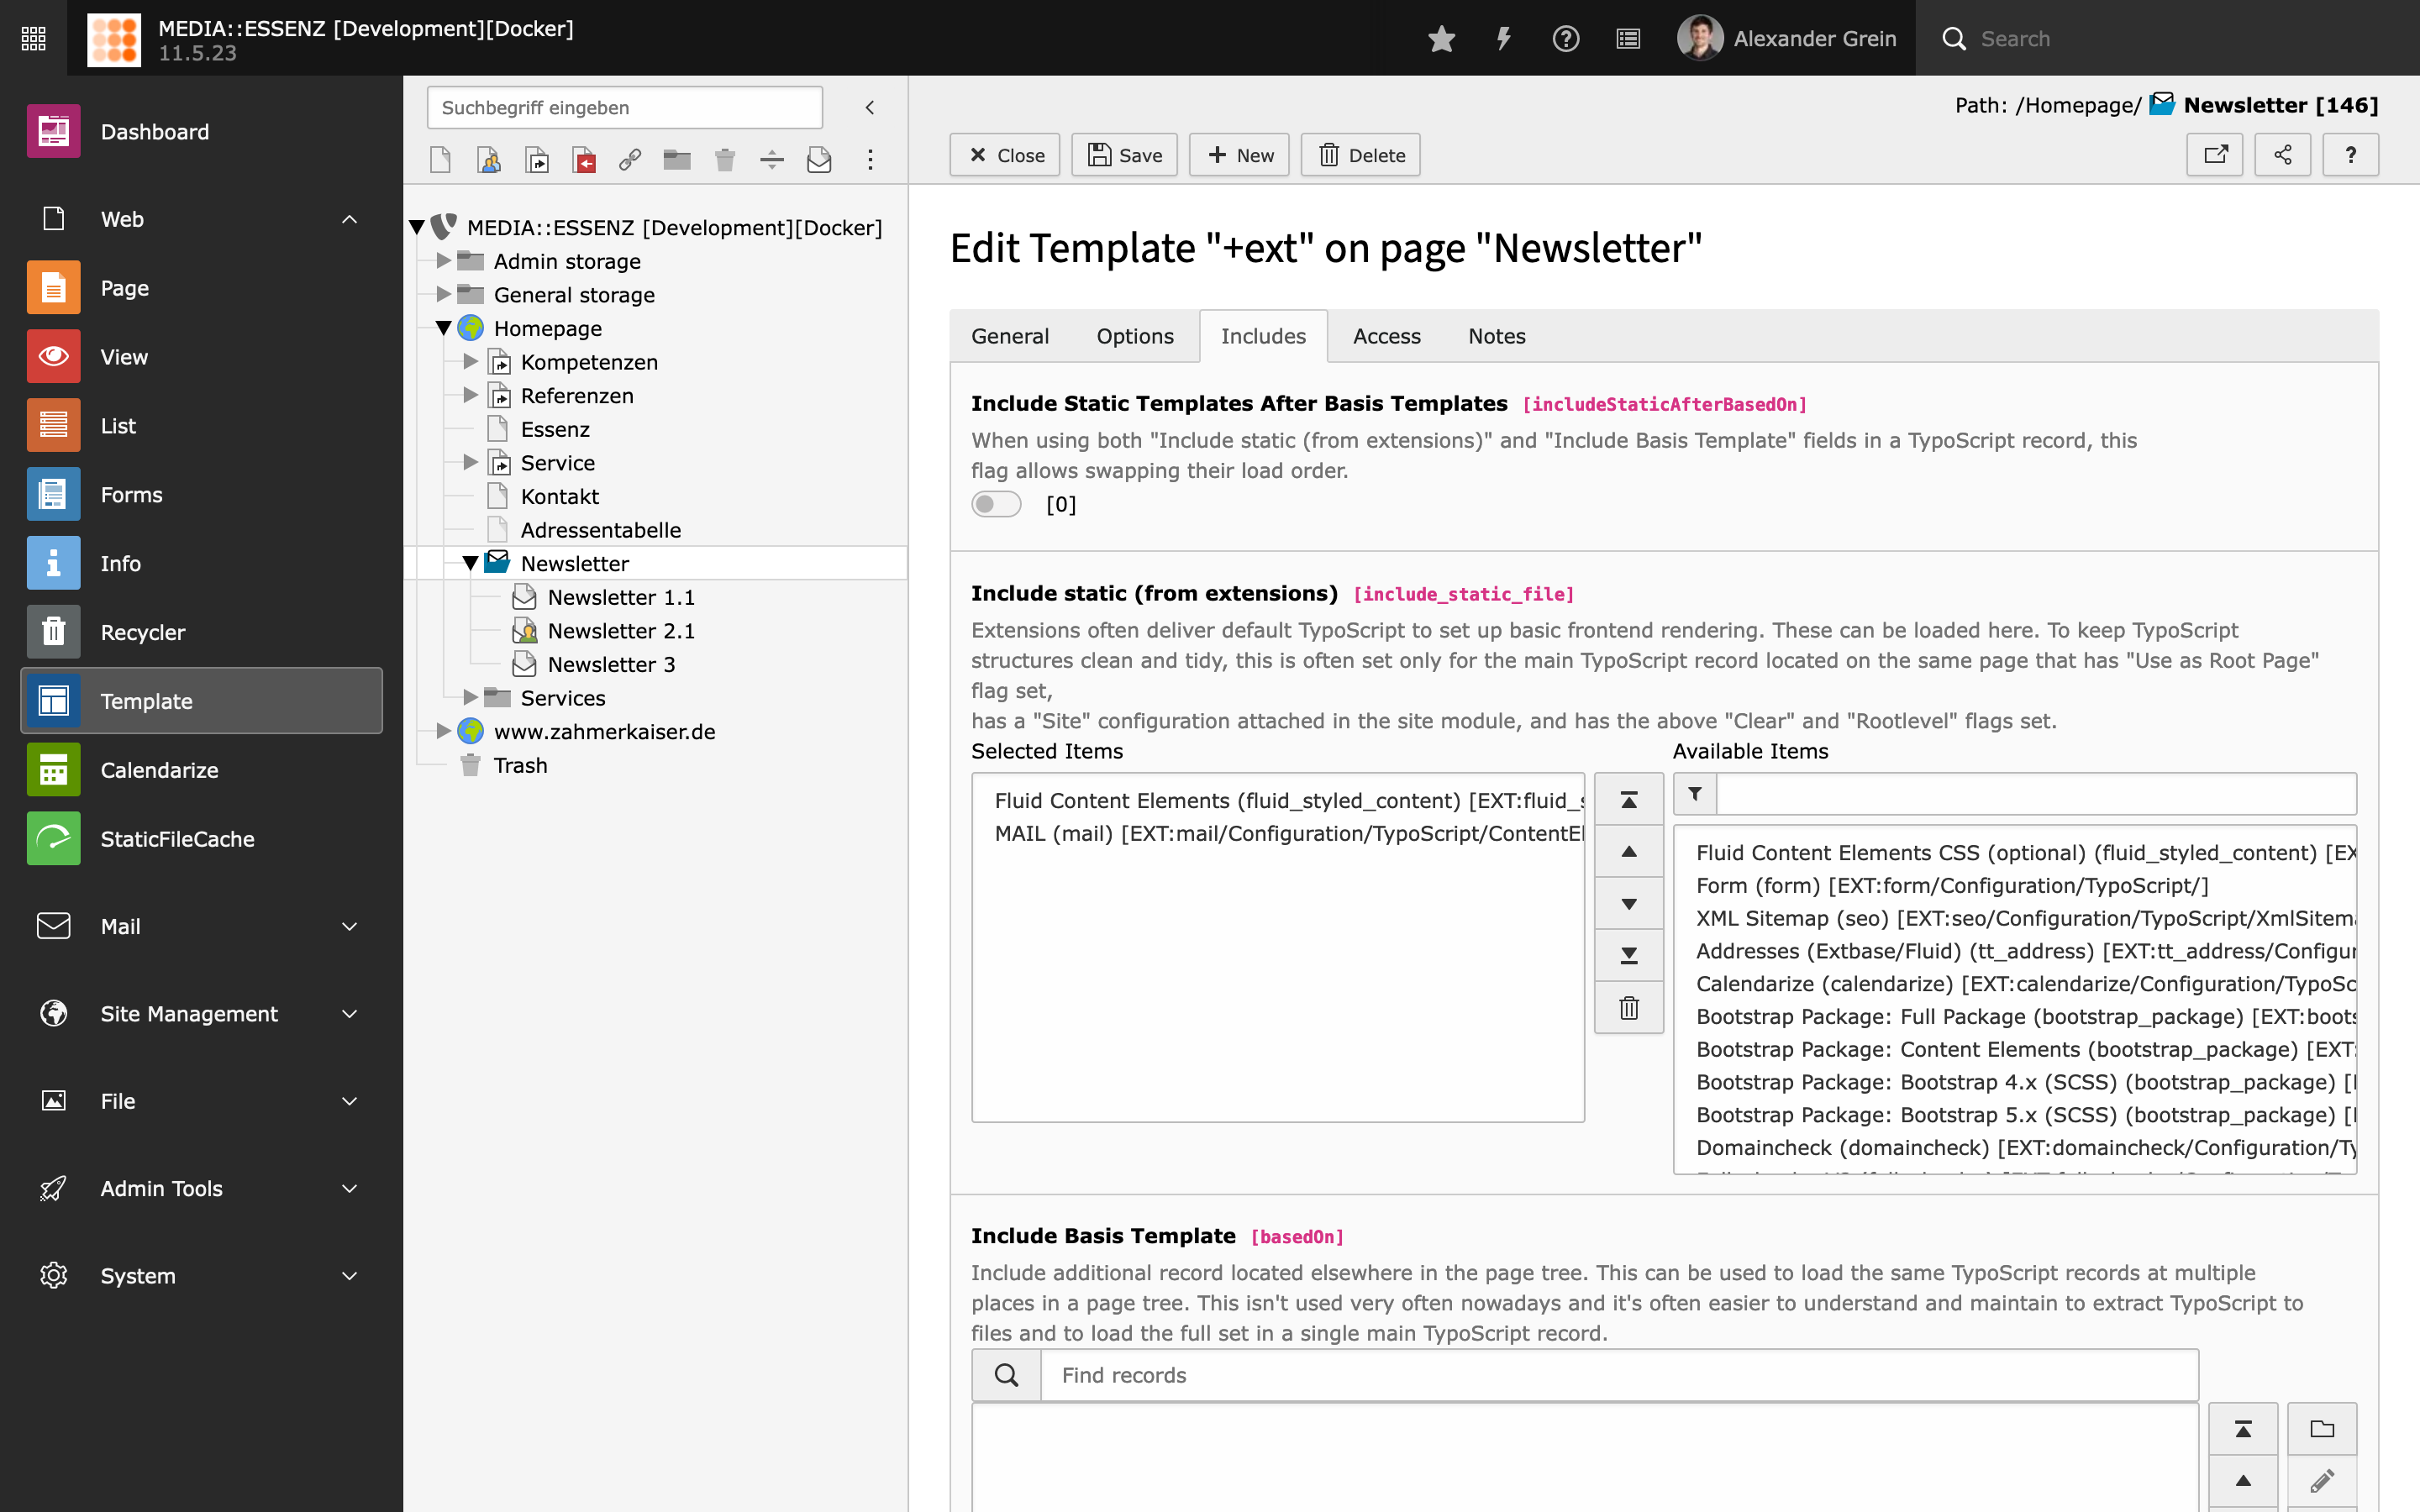 MEDIA::ESSENZ [Development][Docker]
11.5.23
Alexander Grein
Search
Dashboard
Web
Page
View
List
Forms
Info
Recycler
Template
Calendarize
StaticFileCache
Mail
Site Management
File
Admin Tools
System
Suchbegriff eingeben
MEDIA::ESSENZ [Development][Docker]
Admin storage
General storage
Homepage
Kompetenzen
Referenzen
Essenz
Service
Kontakt
Adressentabelle
Newsletter
Newsletter 1.1
Newsletter 2.1
Newsletter 3
Services
www.zahmerkaiser.de
Trash
Path: /Homepage/ Newsletter [146]
Close
Save
New
Delete
?
Edit Template "+ext" on page "Newsletter"
General
Options
Includes
Access
Notes
Include Static Templates After Basis Templates [includeStaticAfterBasedOn]
When using both "Include static (from extensions)" and "Include Basis Template" fields in a TypoScript record, this
flag allows swapping their load order.
[0]
Include static (from extensions) [include_static_file]
Extensions often deliver default TypoScript to set up basic frontend rendering. These can be loaded here. To keep TypoScript
structures clean and tidy, this is often set only for the main TypoScript record located on the same page that has "Use as Root Page"
flag set,
has a "Site" configuration attached in the site module, and has the above "Clear" and "Rootlevel" flags set.
Selected Items
Fluid Content Elements (fluid_styled_content) [EXT:fluid_s
MAIL (mail) [EXT:mail/Configuration/TypoScript/ContentEl
Available Items
Fluid Content Elements CSS (optional) (fluid_styled_content) [EX
Form (form) [EXT:form/Configuration/TypoScript/]
XML Sitemap (seo) [EXT:seo/Configuration/TypoScript/XmlSitema
Addresses (Extbase/Fluid) (tt_address) [EXT:tt_address/Configur
Calendarize (calendarize) [EXT:calendarize/Configuration/TypoSc
Bootstrap Package: Full Package (bootstrap_package) [EXT:boots
Bootstrap Package: Content Elements (bootstrap_package) [EXT:
Bootstrap Package: Bootstrap 4.x (SCSS) (bootstrap_package) [
Bootstrap Package: Bootstrap 5.x (SCSS) (bootstrap_package) [
Domaincheck (domaincheck) [EXT:domaincheck/Configuration/Ty
Include Basis Template [basedOn]
Include additional record located elsewhere in the page tree. This can be used to load the same TypoScript records at multiple
places in a page tree. This isn't used very often nowadays and it's often easier to understand and maintain to extract TypoScript to
files and to load the full set in a single main TypoScript record.
Find records